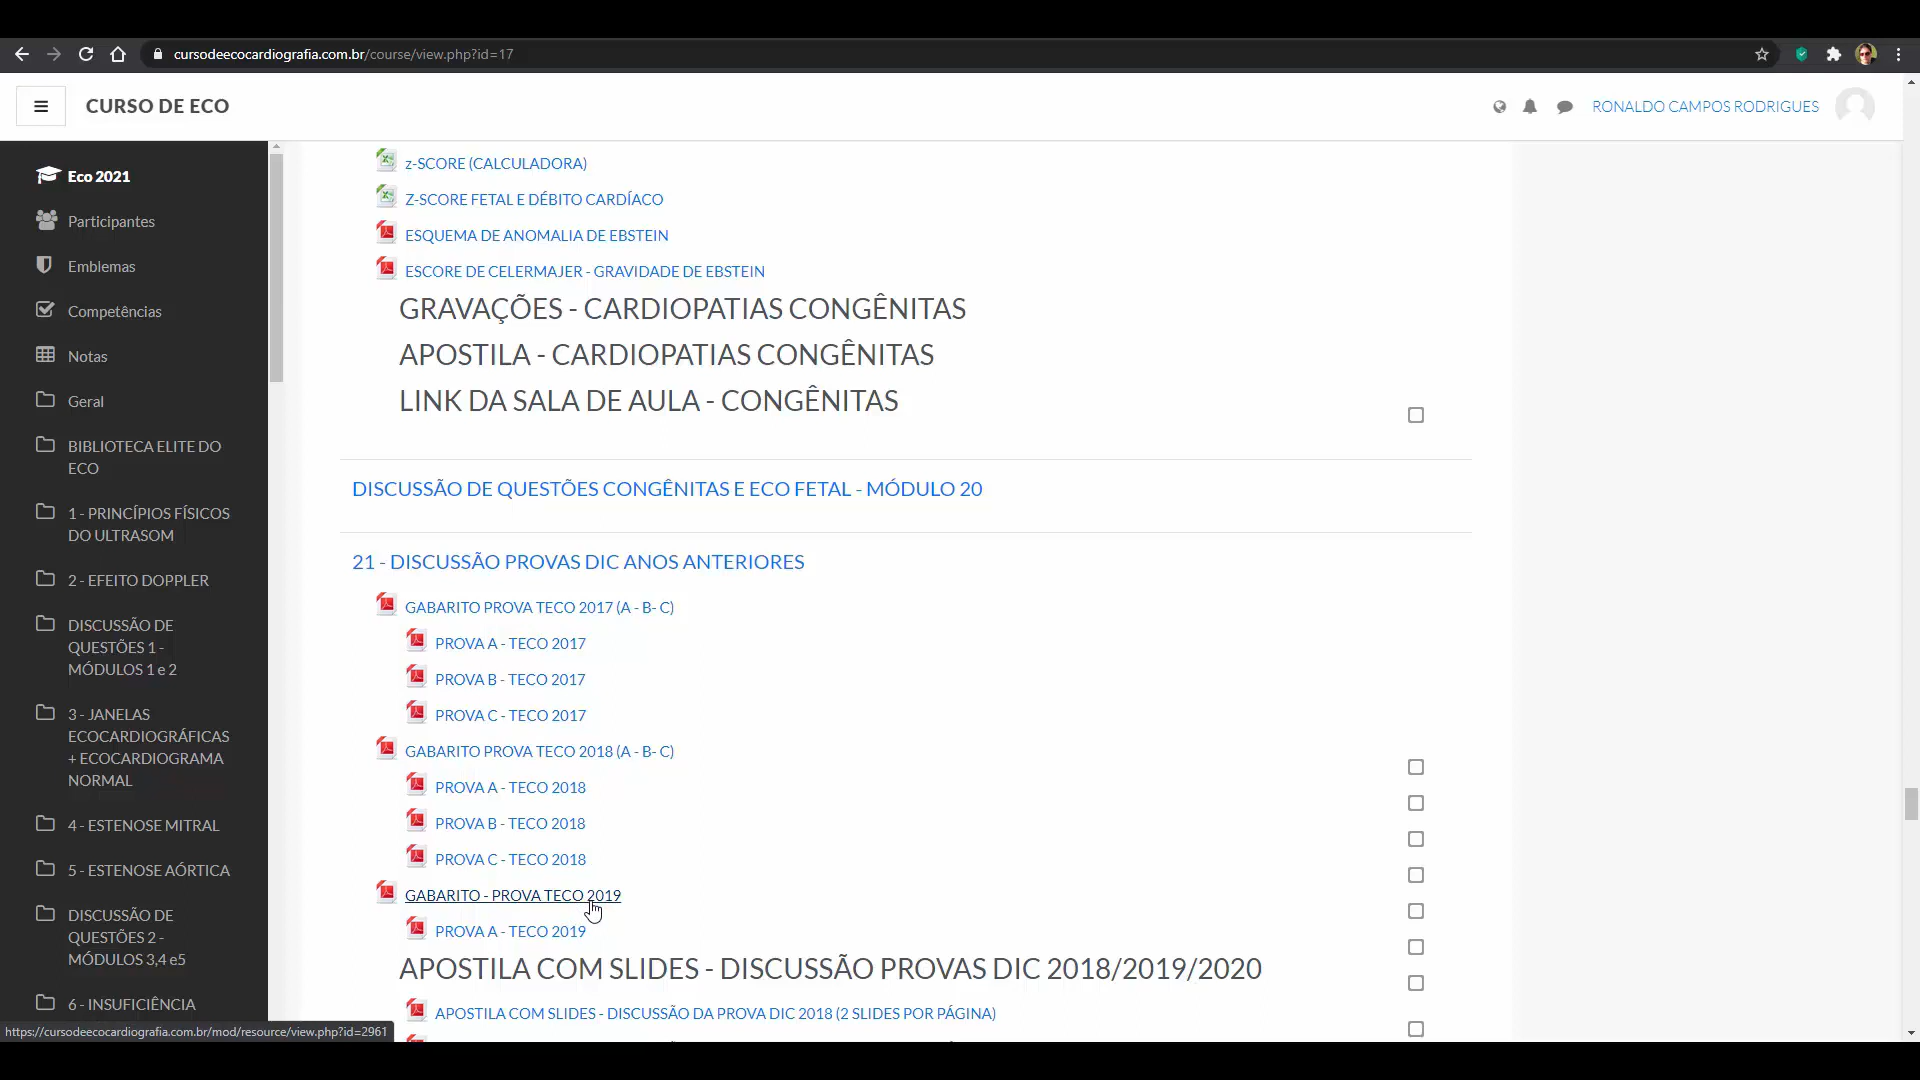 cursodeecocardiografia.com.br/course/view.php?id=17
CURSO DE ECO
RONALDO CAMPOS RODRIGUES
Eco 2021
Participantes
Emblemas
Competências
Notas
Geral
BIBLIOTECA ELITE DO
ECO
1 - PRINCÍPIOS FÍSICOS
DO ULTRASOM
2 - EFEITO DOPPLER
DISCUSSÃO DE
QUESTÕES 1 -
MÓDULOS 1 e 2
3 - JANELAS
ECOCARDIOGRÁFICAS
+ ECOCARDIOGRAMA
NORMAL
4 - ESTENOSE MITRAL
5 - ESTENOSE AÓRTICA
DISCUSSÃO DE
QUESTÕES 2 -
MÓDULOS 3,4 e5
6 - INSUFICIÊNCIA
z-SCORE (CALCULADORA)
Z-SCORE FETAL E DÉBITO CARDÍACO
ESQUEMA DE ANOMALIA DE EBSTEIN
ESCORE DE CELERMAJER - GRAVIDADE DE EBSTEIN
GRAVAÇÕES - CARDIOPATIAS CONGÊNITAS
APOSTILA - CARDIOPATIAS CONGÊNITAS
LINK DA SALA DE AULA - CONGÊNITAS
DISCUSSÃO DE QUESTÕES CONGÊNITAS E ECO FETAL - MÓDULO 20
21 - DISCUSSÃO PROVAS DIC ANOS ANTERIORES
GABARITO PROVA TECO 2017 (A - B- C)
PROVA A - TECO 2017
PROVA B - TECO 2017
PROVA C - TECO 2017
GABARITO PROVA TECO 2018 (A - B- C)
PROVA A - TECO 2018
PROVA B - TECO 2018
PROVA C - TECO 2018
GABARITO - PROVA TECO 2019
PROVA A - TECO 2019
APOSTILA COM SLIDES - DISCUSSÃO PROVAS DIC 2018/2019/2020
APOSTILA COM SLIDES - DISCUSSÃO DA PROVA DIC 2018 (2 SLIDES POR PÁGINA)
https://cursodeecocardiografia.com.br/mod/resource/view.php?id=2961